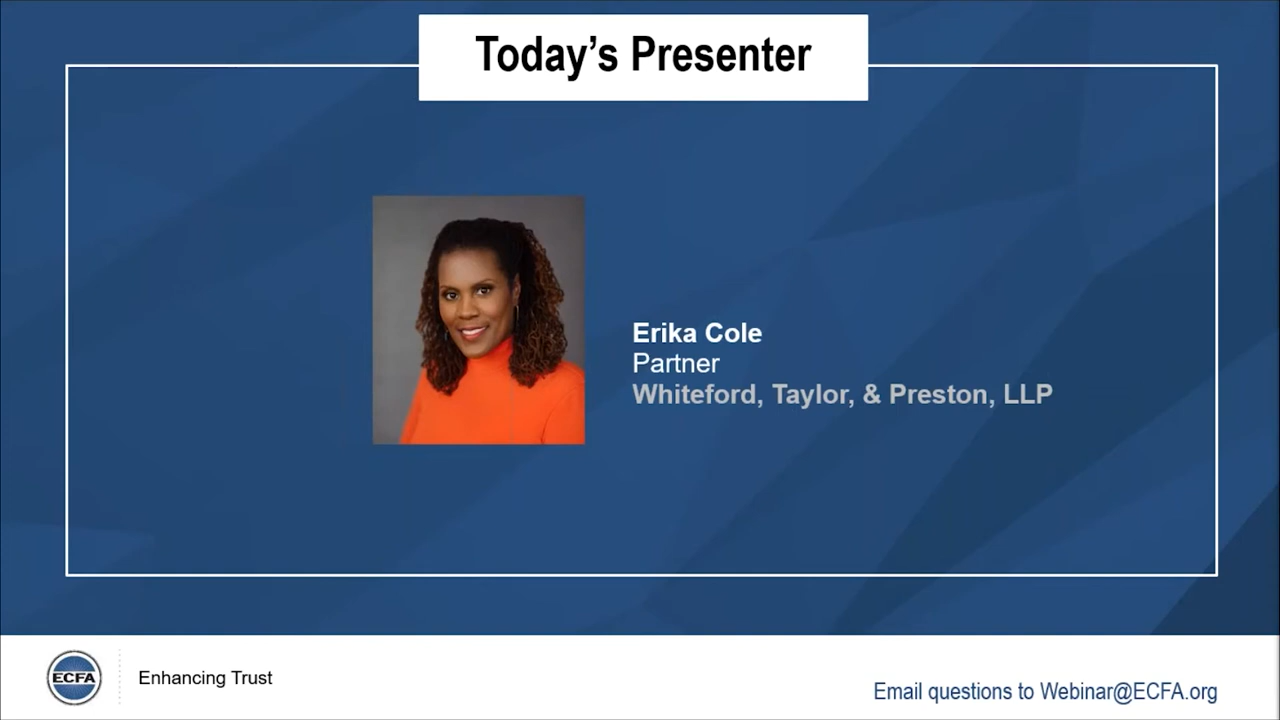 Today’s Presenter
Erika Cole
Partner
Whiteford, Taylor, & Preston, LLP
ECFA
Enhancing Trust
Email questions to Webinar@ECFA.org